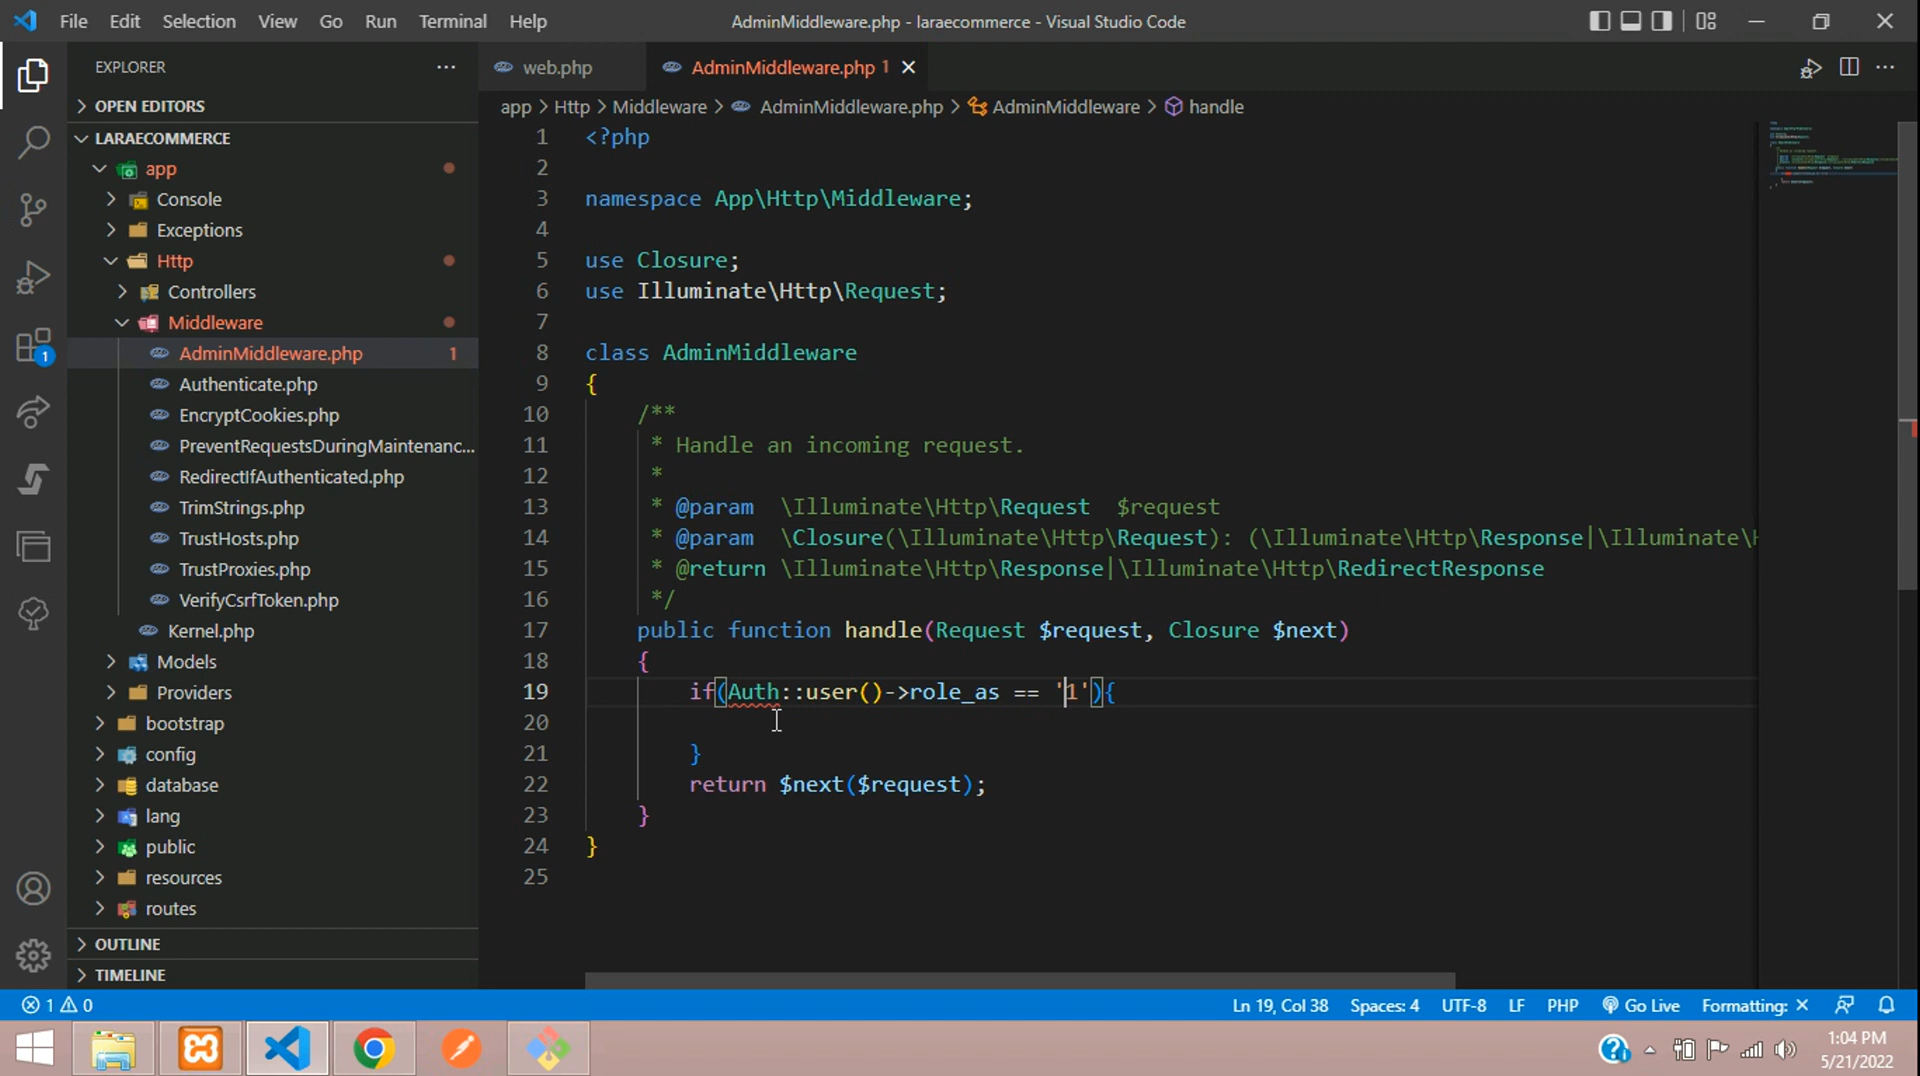 File Edit Selection View Go Run Terminal Help AdminMiddleware.php - laraecommerce - Visual Studio Code
EXPLORER
OPEN EDITORS
LARAECOMMERCE
app
Console
Exceptions
Http
Controllers
Middleware
AdminMiddleware.php 1
Authenticate.php
EncryptCookies.php
PreventRequestsDuringMaintenanc...
RedirectIfAuthenticated.php
TrimStrings.php
TrustHosts.php
TrustProxies.php
VerifyCsrfToken.php
Kernel.php
Models
Providers
bootstrap
config
database
lang
public
resources
routes
OUTLINE
TIMELINE
1
web.php AdminMiddleware.php 1
app > Http > Middleware > AdminMiddleware.php > AdminMiddleware > handle
1 <?php
2
3 namespace App\Http\Middleware;
4
5 use Closure;
6 use Illuminate\Http\Request;
7
8 class AdminMiddleware
9 {
10 /**
11 * Handle an incoming request.
12 *
13 * @param \Illuminate\Http\Request $request
14 * @param \Closure(\Illuminate\Http\Request): (\Illuminate\Http\Response|\Illuminate\H
15 * @return \Illuminate\Http\Response|\Illuminate\Http\RedirectResponse
16 */
17 public function handle(Request $request, Closure $next)
18 {
19 if(Auth::user()->role_as == '1'){
20
21 }
22 return $next($request);
23 }
24 }
25
1 0 Ln 19, Col 38 Spaces: 4 UTF-8 LF PHP Go Live Formatting: ×
1:04 PM
5/21/2022